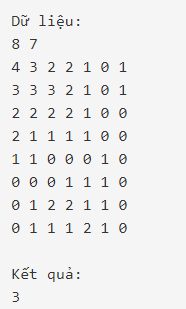 Dữ liệu:
8 7
4 3 2 2 1 0 1
3 3 3 2 1 0 1
2 2 2 2 1 0 0
2 1 1 1 1 0 0
1 1 0 0 0 1 0
0 0 0 1 1 1 0
0 1 2 2 1 1 0
0 1 1 1 2 1 0
Kết quả:
3